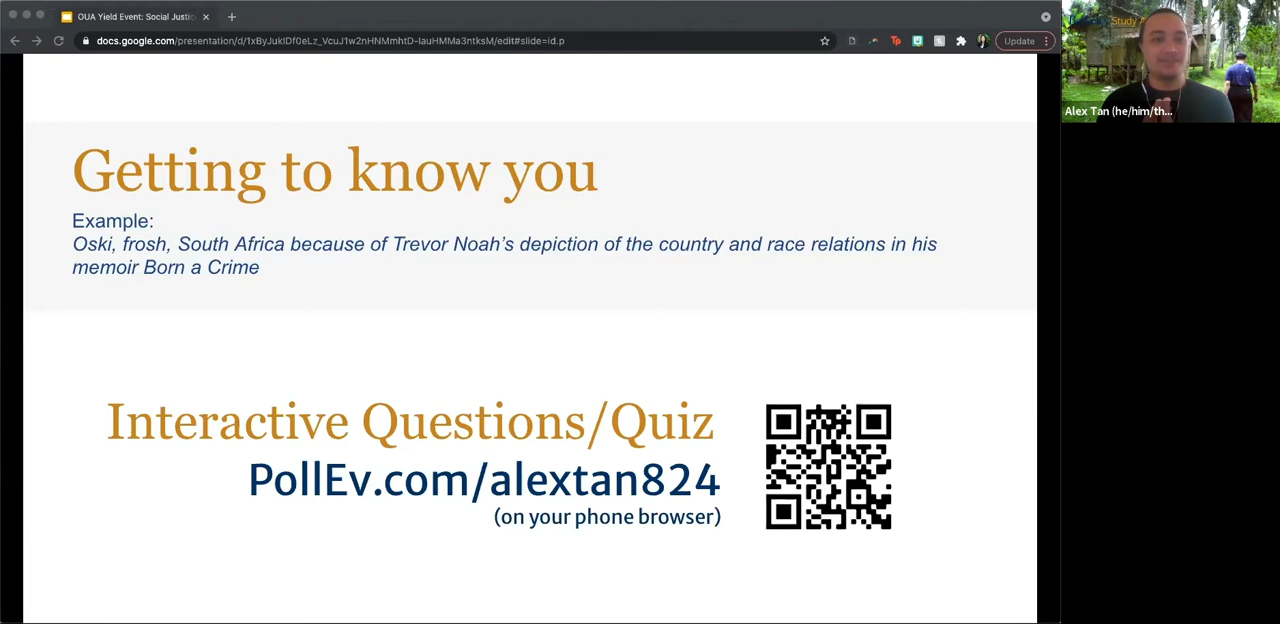 OUA Yield Event: Social Justic
docs.google.com/presentation/d/1xByJukIDf0eLz_VcuJ1w2nHNMmhtD-IauHMMa3ntksM/edit#slide=id.p
Update
Study A
Alex Tan (he/him/th...
Getting to know you
Example:
Oski, frosh, South Africa because of Trevor Noah's depiction of the country and race relations in his
memoir Born a Crime
Interactive Questions/Quiz
PollEv.com/alextan824
(on your phone browser)